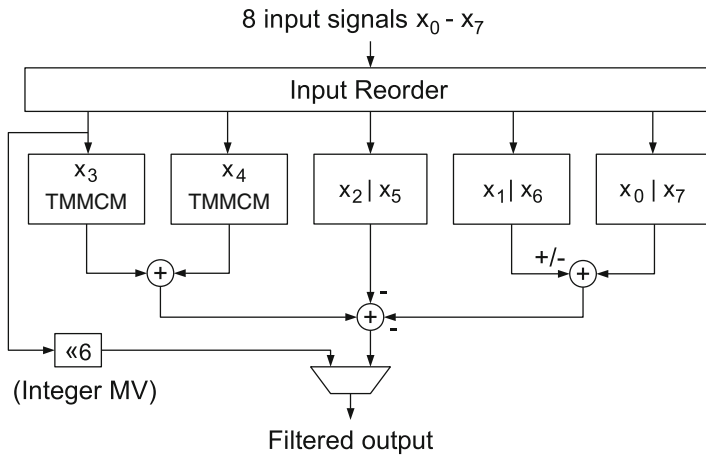 8 input signals x₀ - x₇
Input Reorder
x₃
TMMCM
x₄
TMMCM
x₂ | x₅
x₁ | x₆
x₀ | x₇
+
+/-
+
-
+
-
«6
(Integer MV)
Filtered output